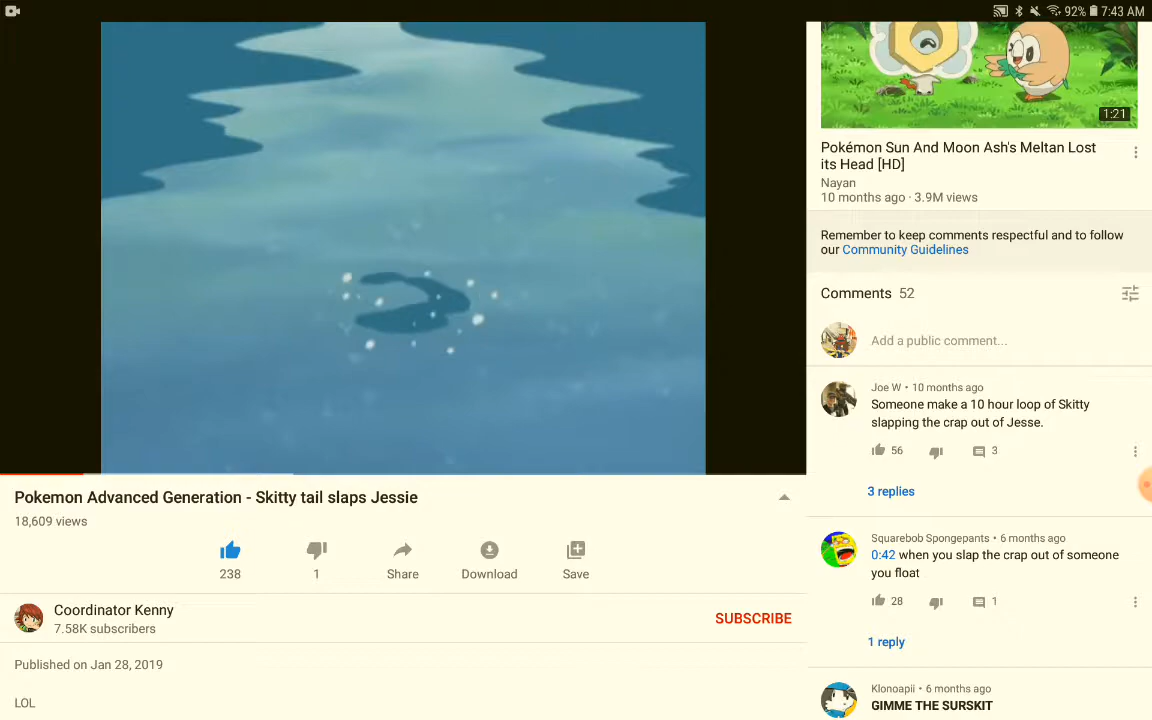 92% 7:43 AM
1:21
Pokémon Sun And Moon Ash's Meltan Lost
its Head [HD]
Nayan
10 months ago · 3.9M views
Remember to keep comments respectful and to follow
our Community Guidelines
Comments 52
Add a public comment...
Joe W • 10 months ago
Someone make a 10 hour loop of Skitty
slapping the crap out of Jesse.
56 3
3 replies
Squarebob Spongepants • 6 months ago
0:42 when you slap the crap out of someone
you float
28 1
1 reply
Klonoapii • 6 months ago
GIMME THE SURSKIT
Pokemon Advanced Generation - Skitty tail slaps Jessie
18,609 views
238 1 Share Download Save
Coordinator Kenny
7.58K subscribers
SUBSCRIBE
Published on Jan 28, 2019
LOL